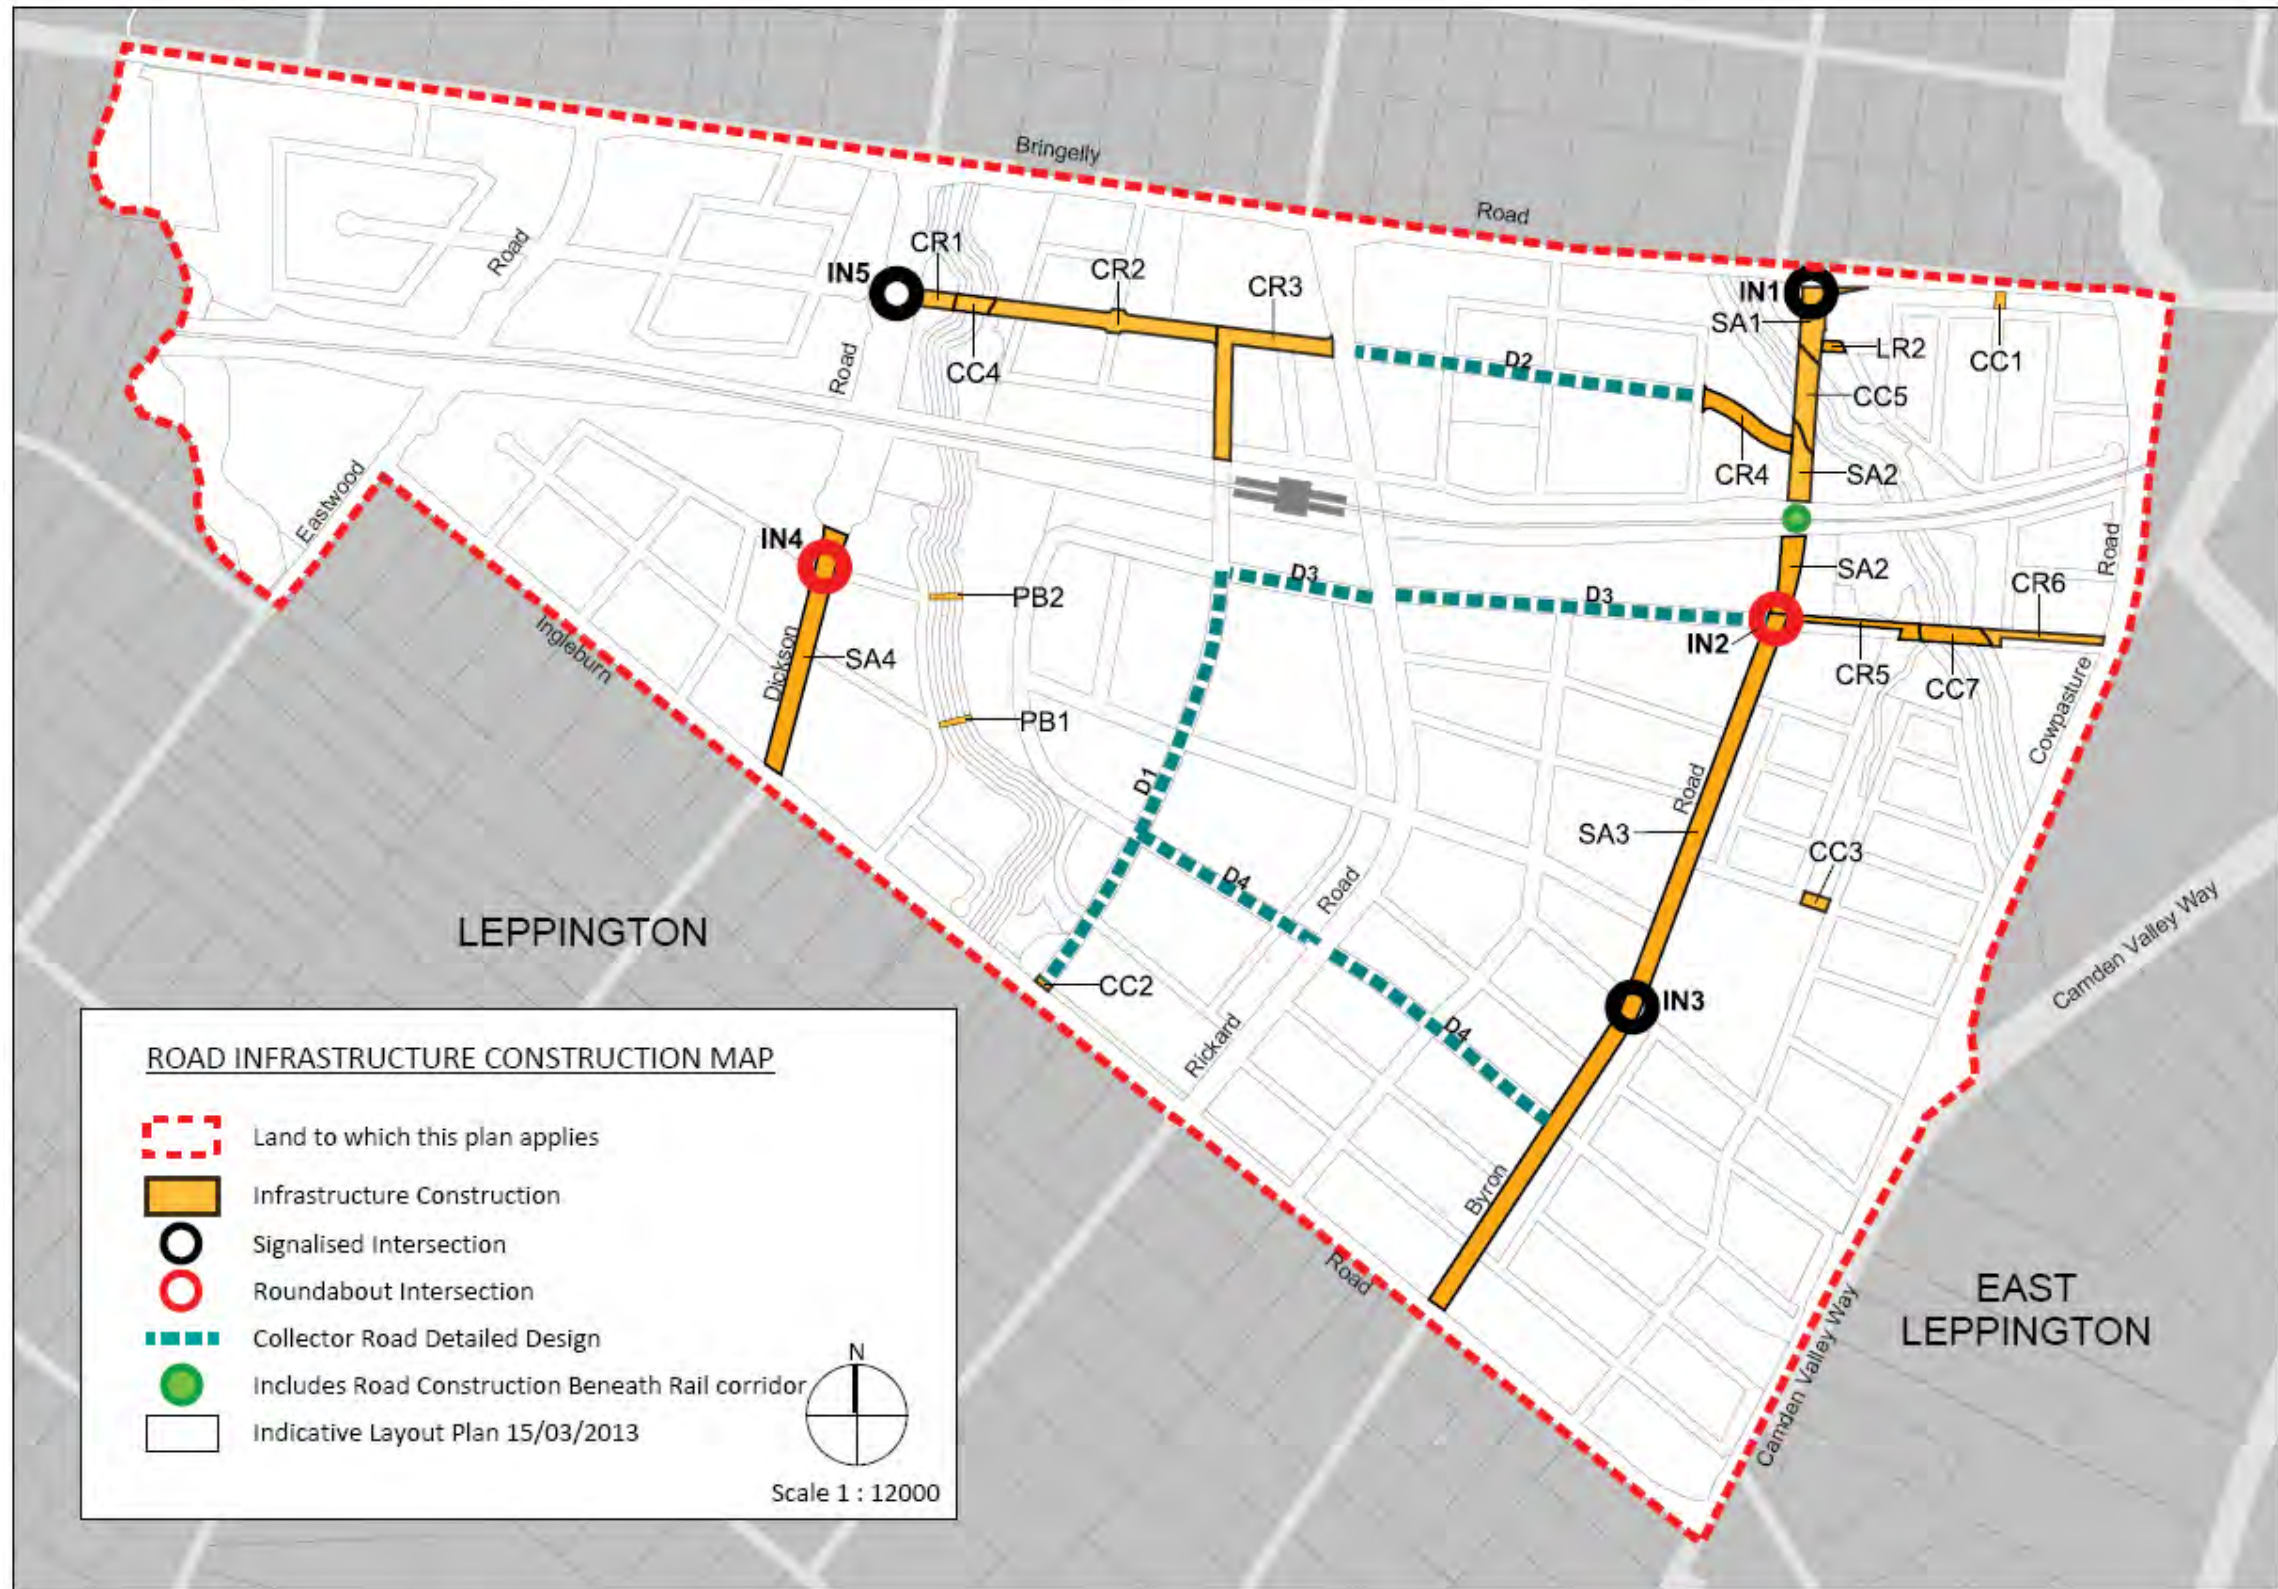 Bringelly
Road
Road
CR1
IN5
CR2
CR3
IN1
SA1
LR2
CC1
Road
CC4
D2
CC5
CR4
SA2
Eastwood
IN4
Road
D3
SA2
PB2
D3
CR6
Ingleburn
Dickson
SA4
IN2
CR5
CC7
PB1
Cowpasture
D1
Road
SA3
CC3
D4
Road
LEPPINGTON
Camden Valley Way
CC2
IN3
Rickard
D4
Byron
Road
EAST
LEPPINGTON
Camden Valley Way
ROAD INFRASTRUCTURE CONSTRUCTION MAP
Land to which this plan applies
Infrastructure Construction
Signalised Intersection
Roundabout Intersection
Collector Road Detailed Design
Includes Road Construction Beneath Rail corridor
Indicative Layout Plan 15/03/2013
N
Scale 1 : 12000